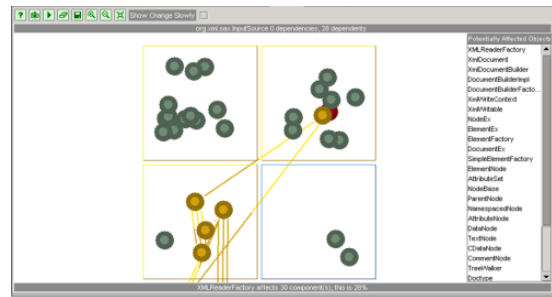 Show Change Slowly
org.xml.sax.InputSource 0 dependencies, 28 dependents
Potentially Affected Objects
XMLReaderFactory
XmlDocument
XmlDocumentBuilder
DocumentBuilderImpl
DocumentBuilderFacto...
XmlWriteContext
XmlWritable
NodeEx
ElementEx
ElementFactory
DocumentEx
SimpleElementFactory
ElementNode
AttributeSet
NodeBase
ParentNode
NamespacedNode
AttributeNode
DataNode
TextNode
CDataNode
CommentNode
TreeWalker
Doctype
XMLReaderFactory affects 30 component(s), this is 28%